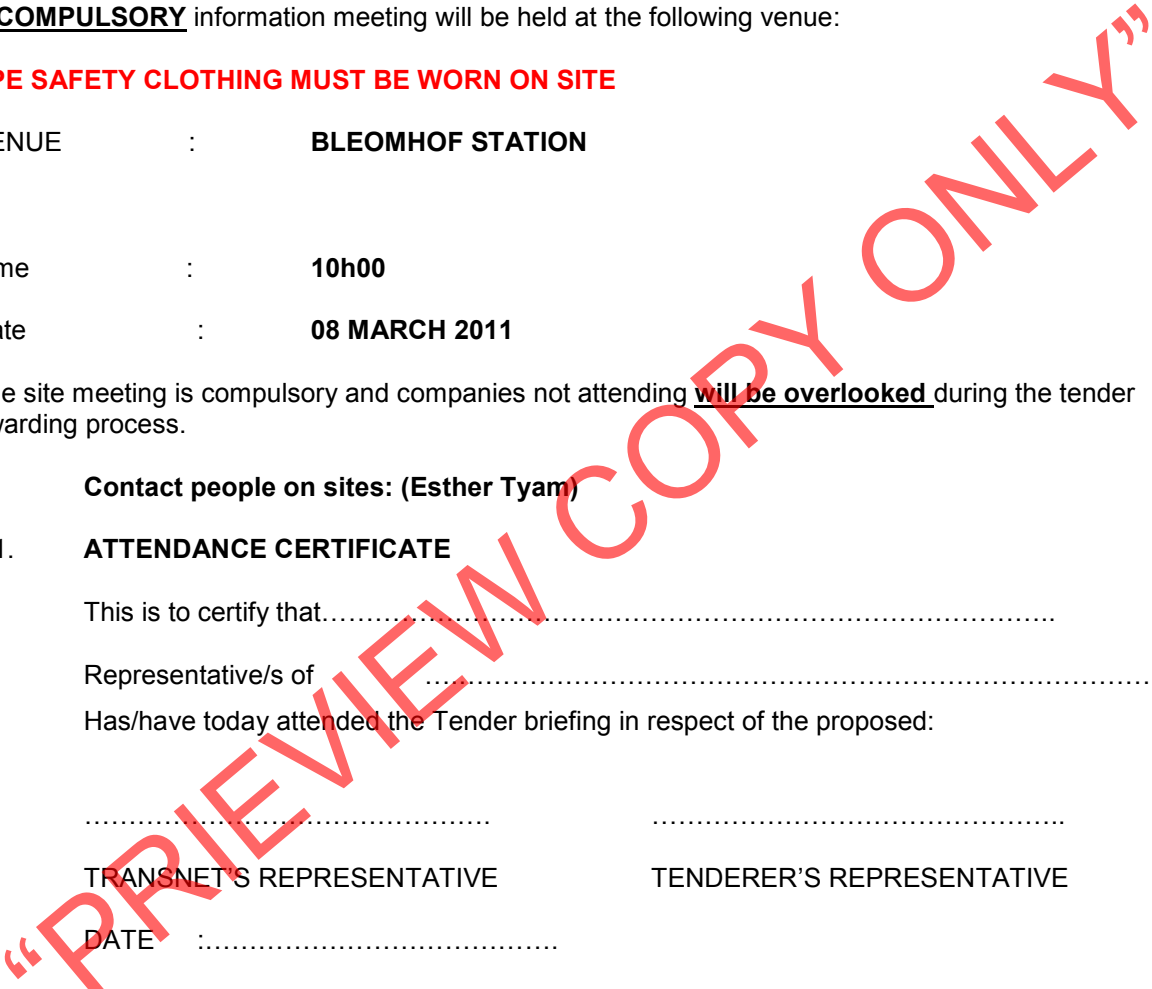 COMPULSORY information meeting will be held at the following venue:
PE SAFETY CLOTHING MUST BE WORN ON SITE
ENUE : BLEOMHOF STATION
me : 10h00
ate : 08 MARCH 2011
e site meeting is compulsory and companies not attending will be overlooked during the tender
warding process.
Contact people on sites: (Esther Tyam)
1. ATTENDANCE CERTIFICATE
This is to certify that……………………………………………………………………………..
Representative/s of ………………………………………………………………………
Has/have today attended the Tender briefing in respect of the proposed:
………………………………………. ………………………………………..
TRANSNET'S REPRESENTATIVE TENDERER'S REPRESENTATIVE
DATE :………………………………….
“PRIEVIEW COPY ONLY”